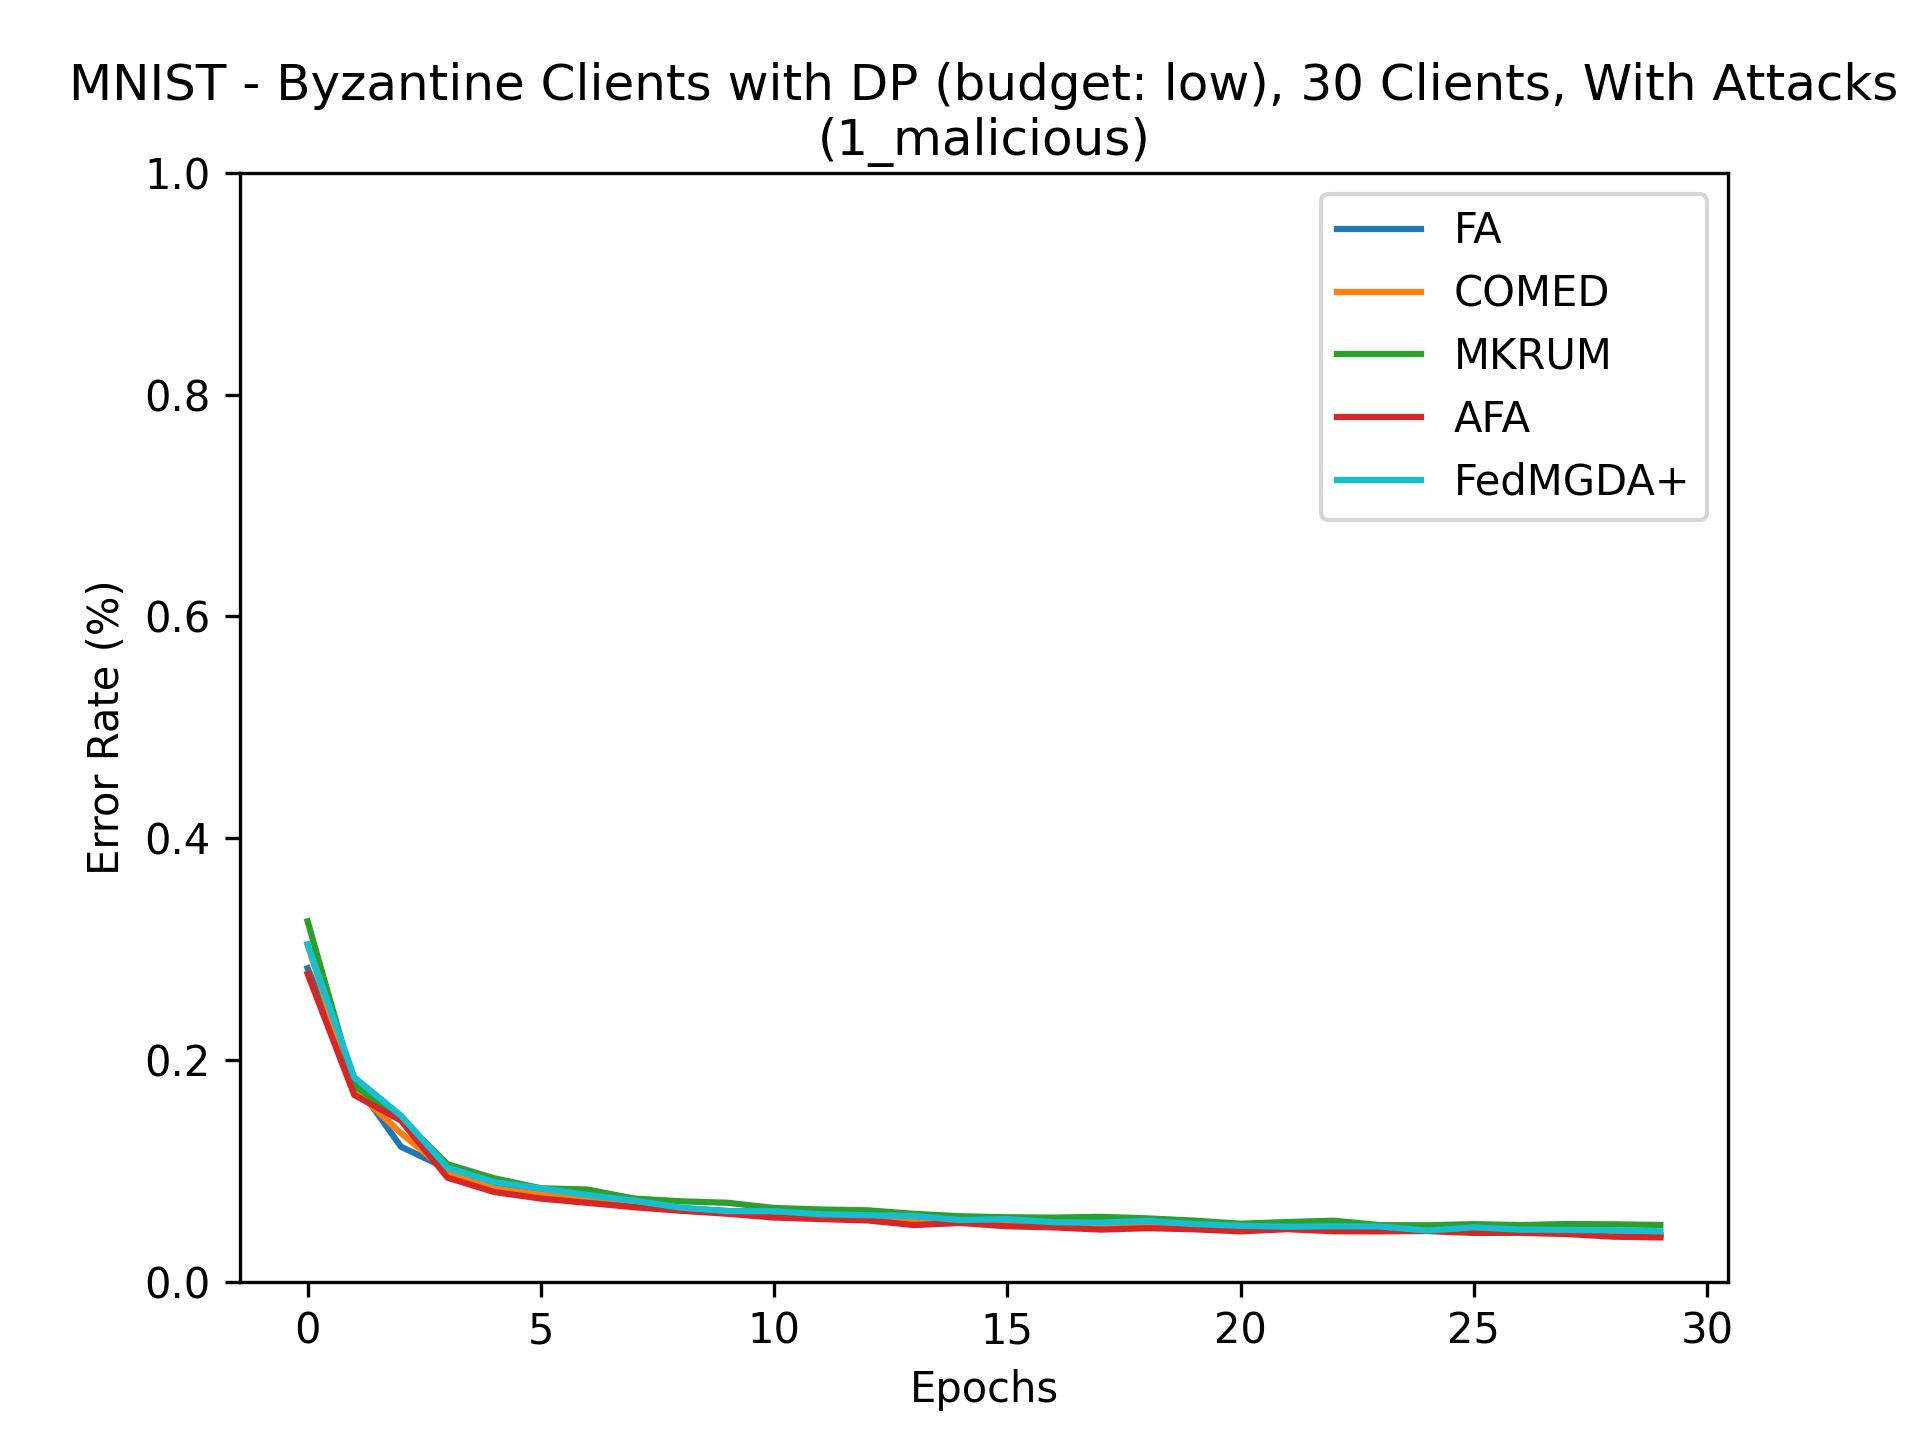 MNIST - Byzantine Clients with DP (budget: low), 30 Clients, With Attacks
(1_malicious)
1.0
0.8
0.6
0.4
0.2
0.0
Error Rate (%)
FA
COMED
MKRUM
AFA
FedMGDA+
0 5 10 15 20 25 30
Epochs